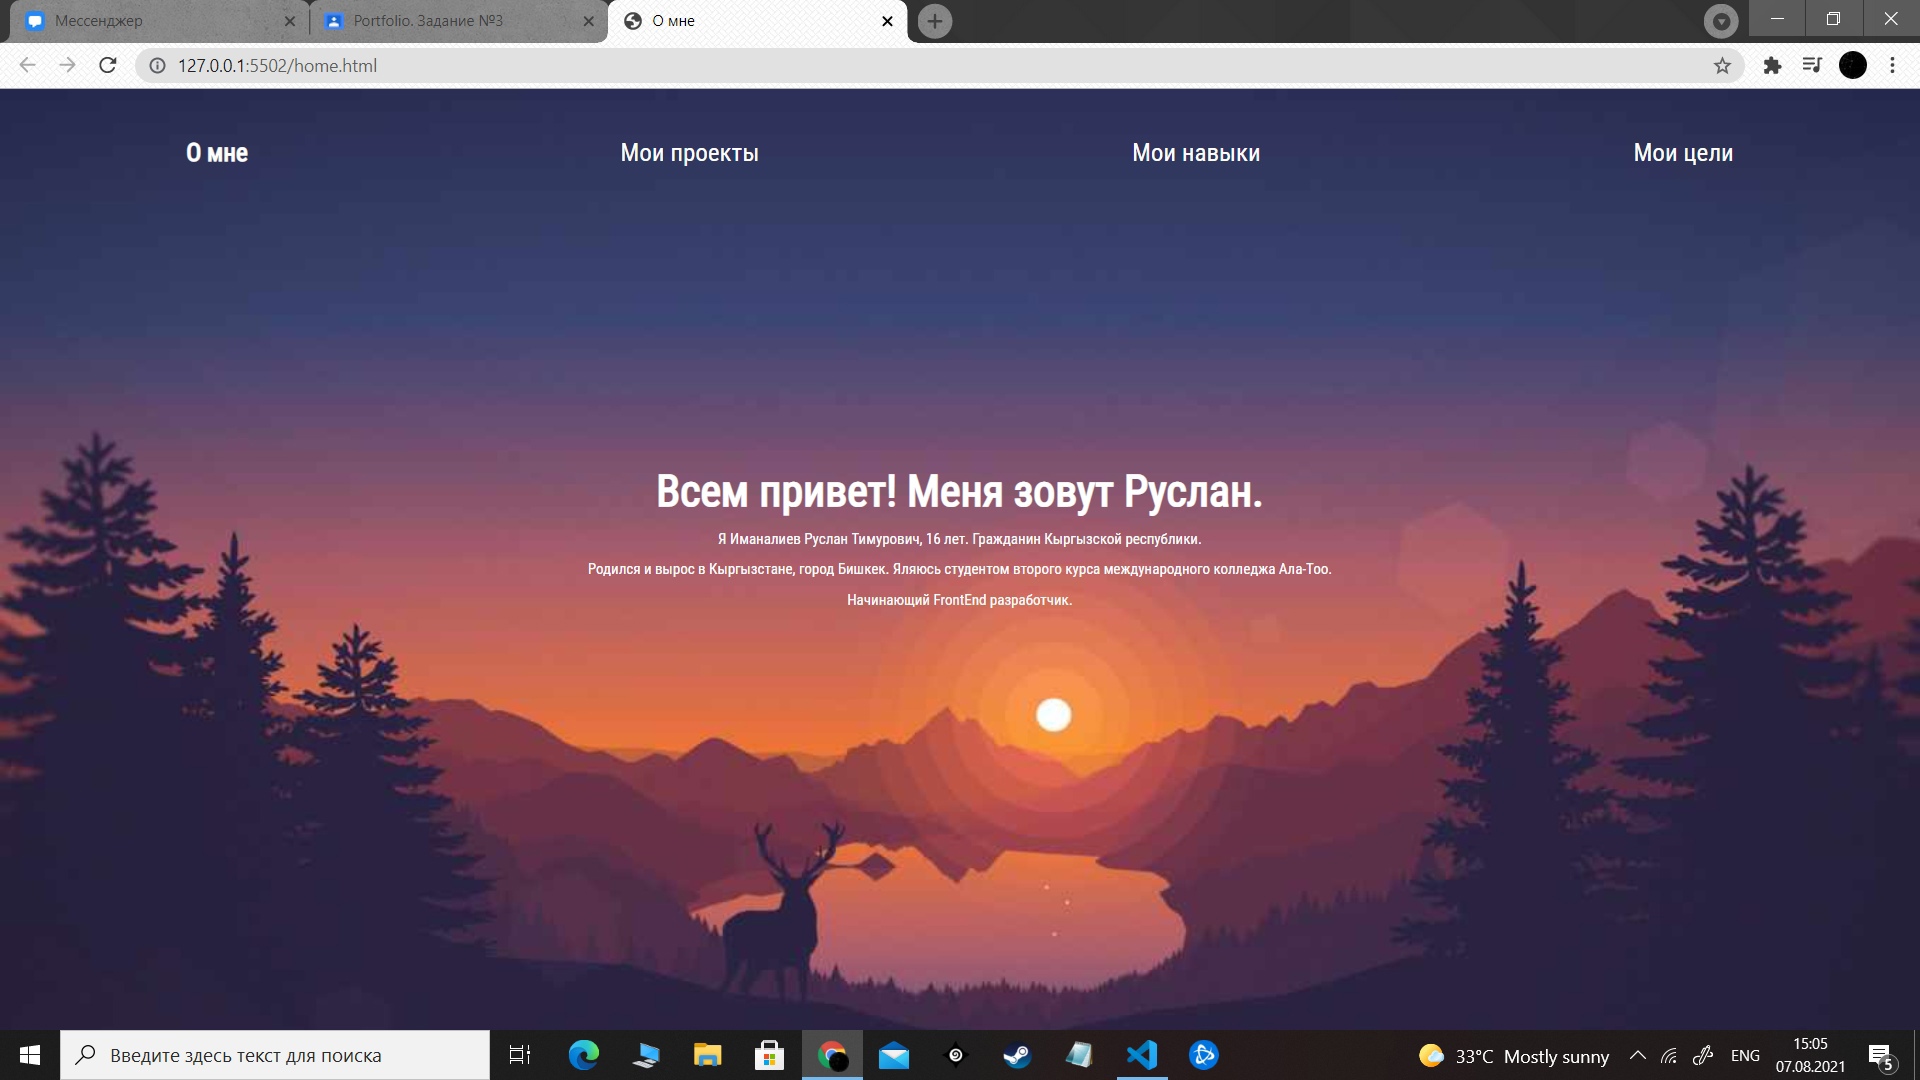 Мессенджер
Portfolio. Задание №3
О мне
127.0.0.1:5502/home.html
О мне
Мои проекты
Мои навыки
Мои цели
Всем привет! Меня зовут Руслан.
Я Иманалиев Руслан Тимурович, 16 лет. Гражданин Кыргызской республики.
Родился и вырос в Кыргызстане, город Бишкек. Яляюсь студентом второго курса международного колледжа Ала-Тоо.
Начинающий FrontEnd разработчик.
Введите здесь текст для поиска
33°C Mostly sunny
ENG
15:05
07.08.2021
5